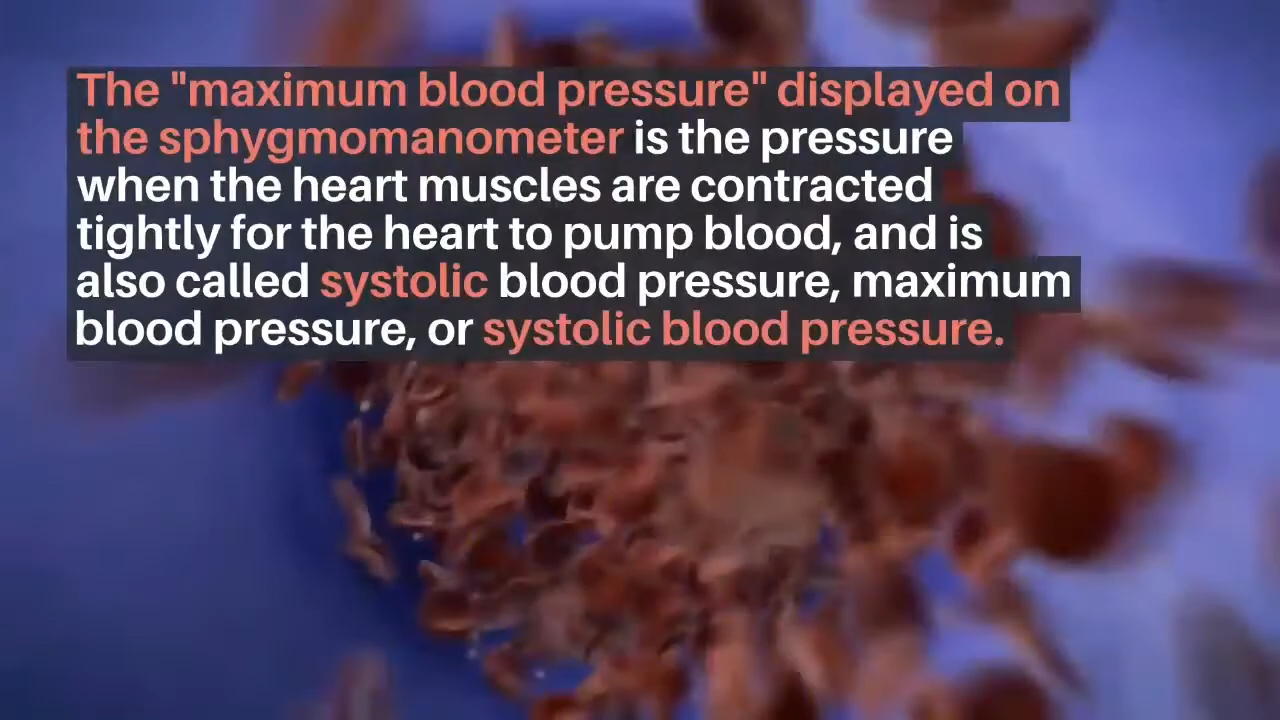 The "maximum blood pressure" displayed on
the sphygmomanometer is the pressure
when the heart muscles are contracted
tightly for the heart to pump blood, and is
also called systolic blood pressure, maximum
blood pressure, or systolic blood pressure.